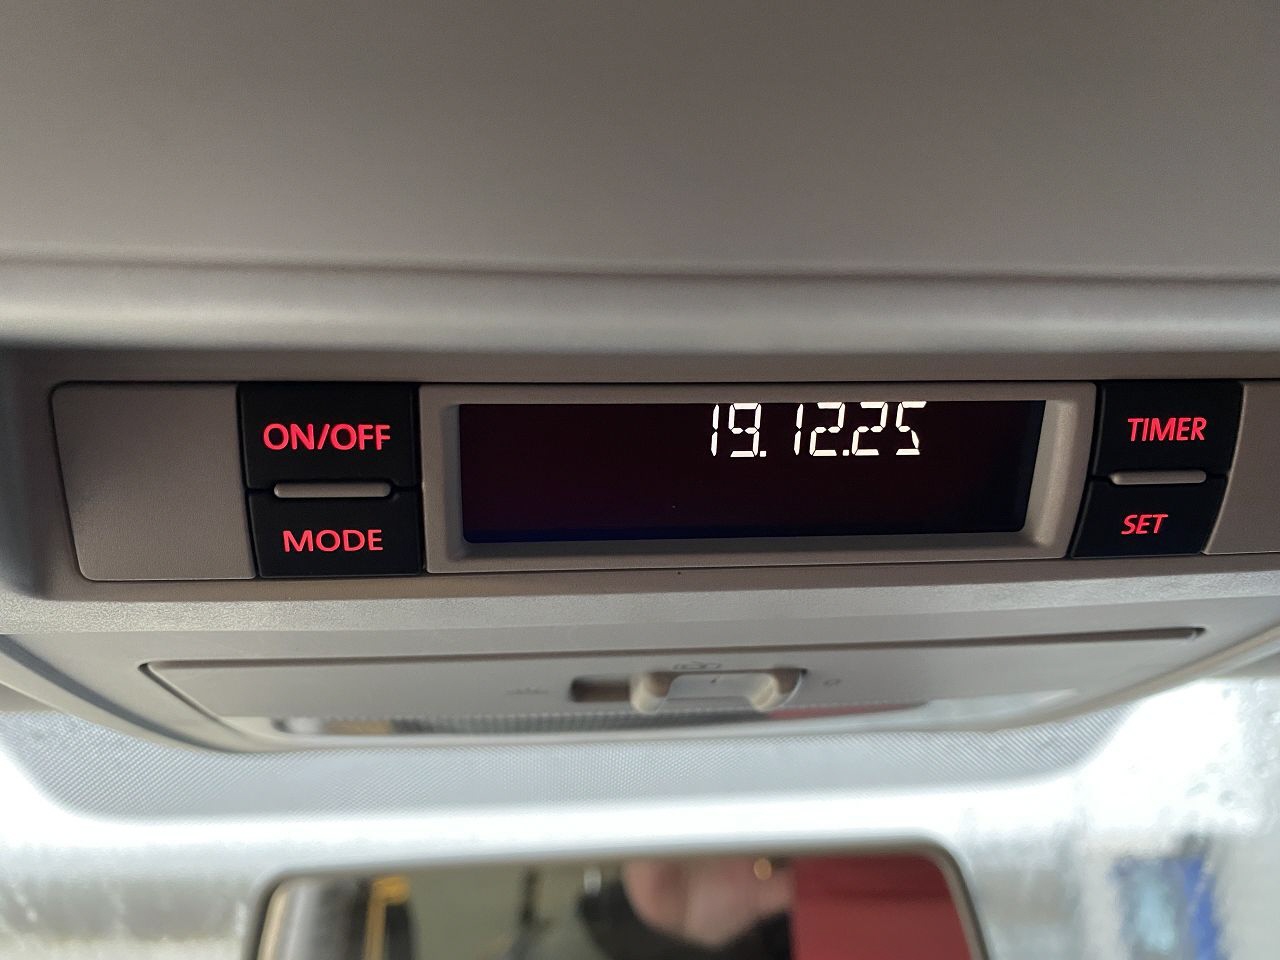 ON/OFF
MODE
19.12.25
TIMER
SET